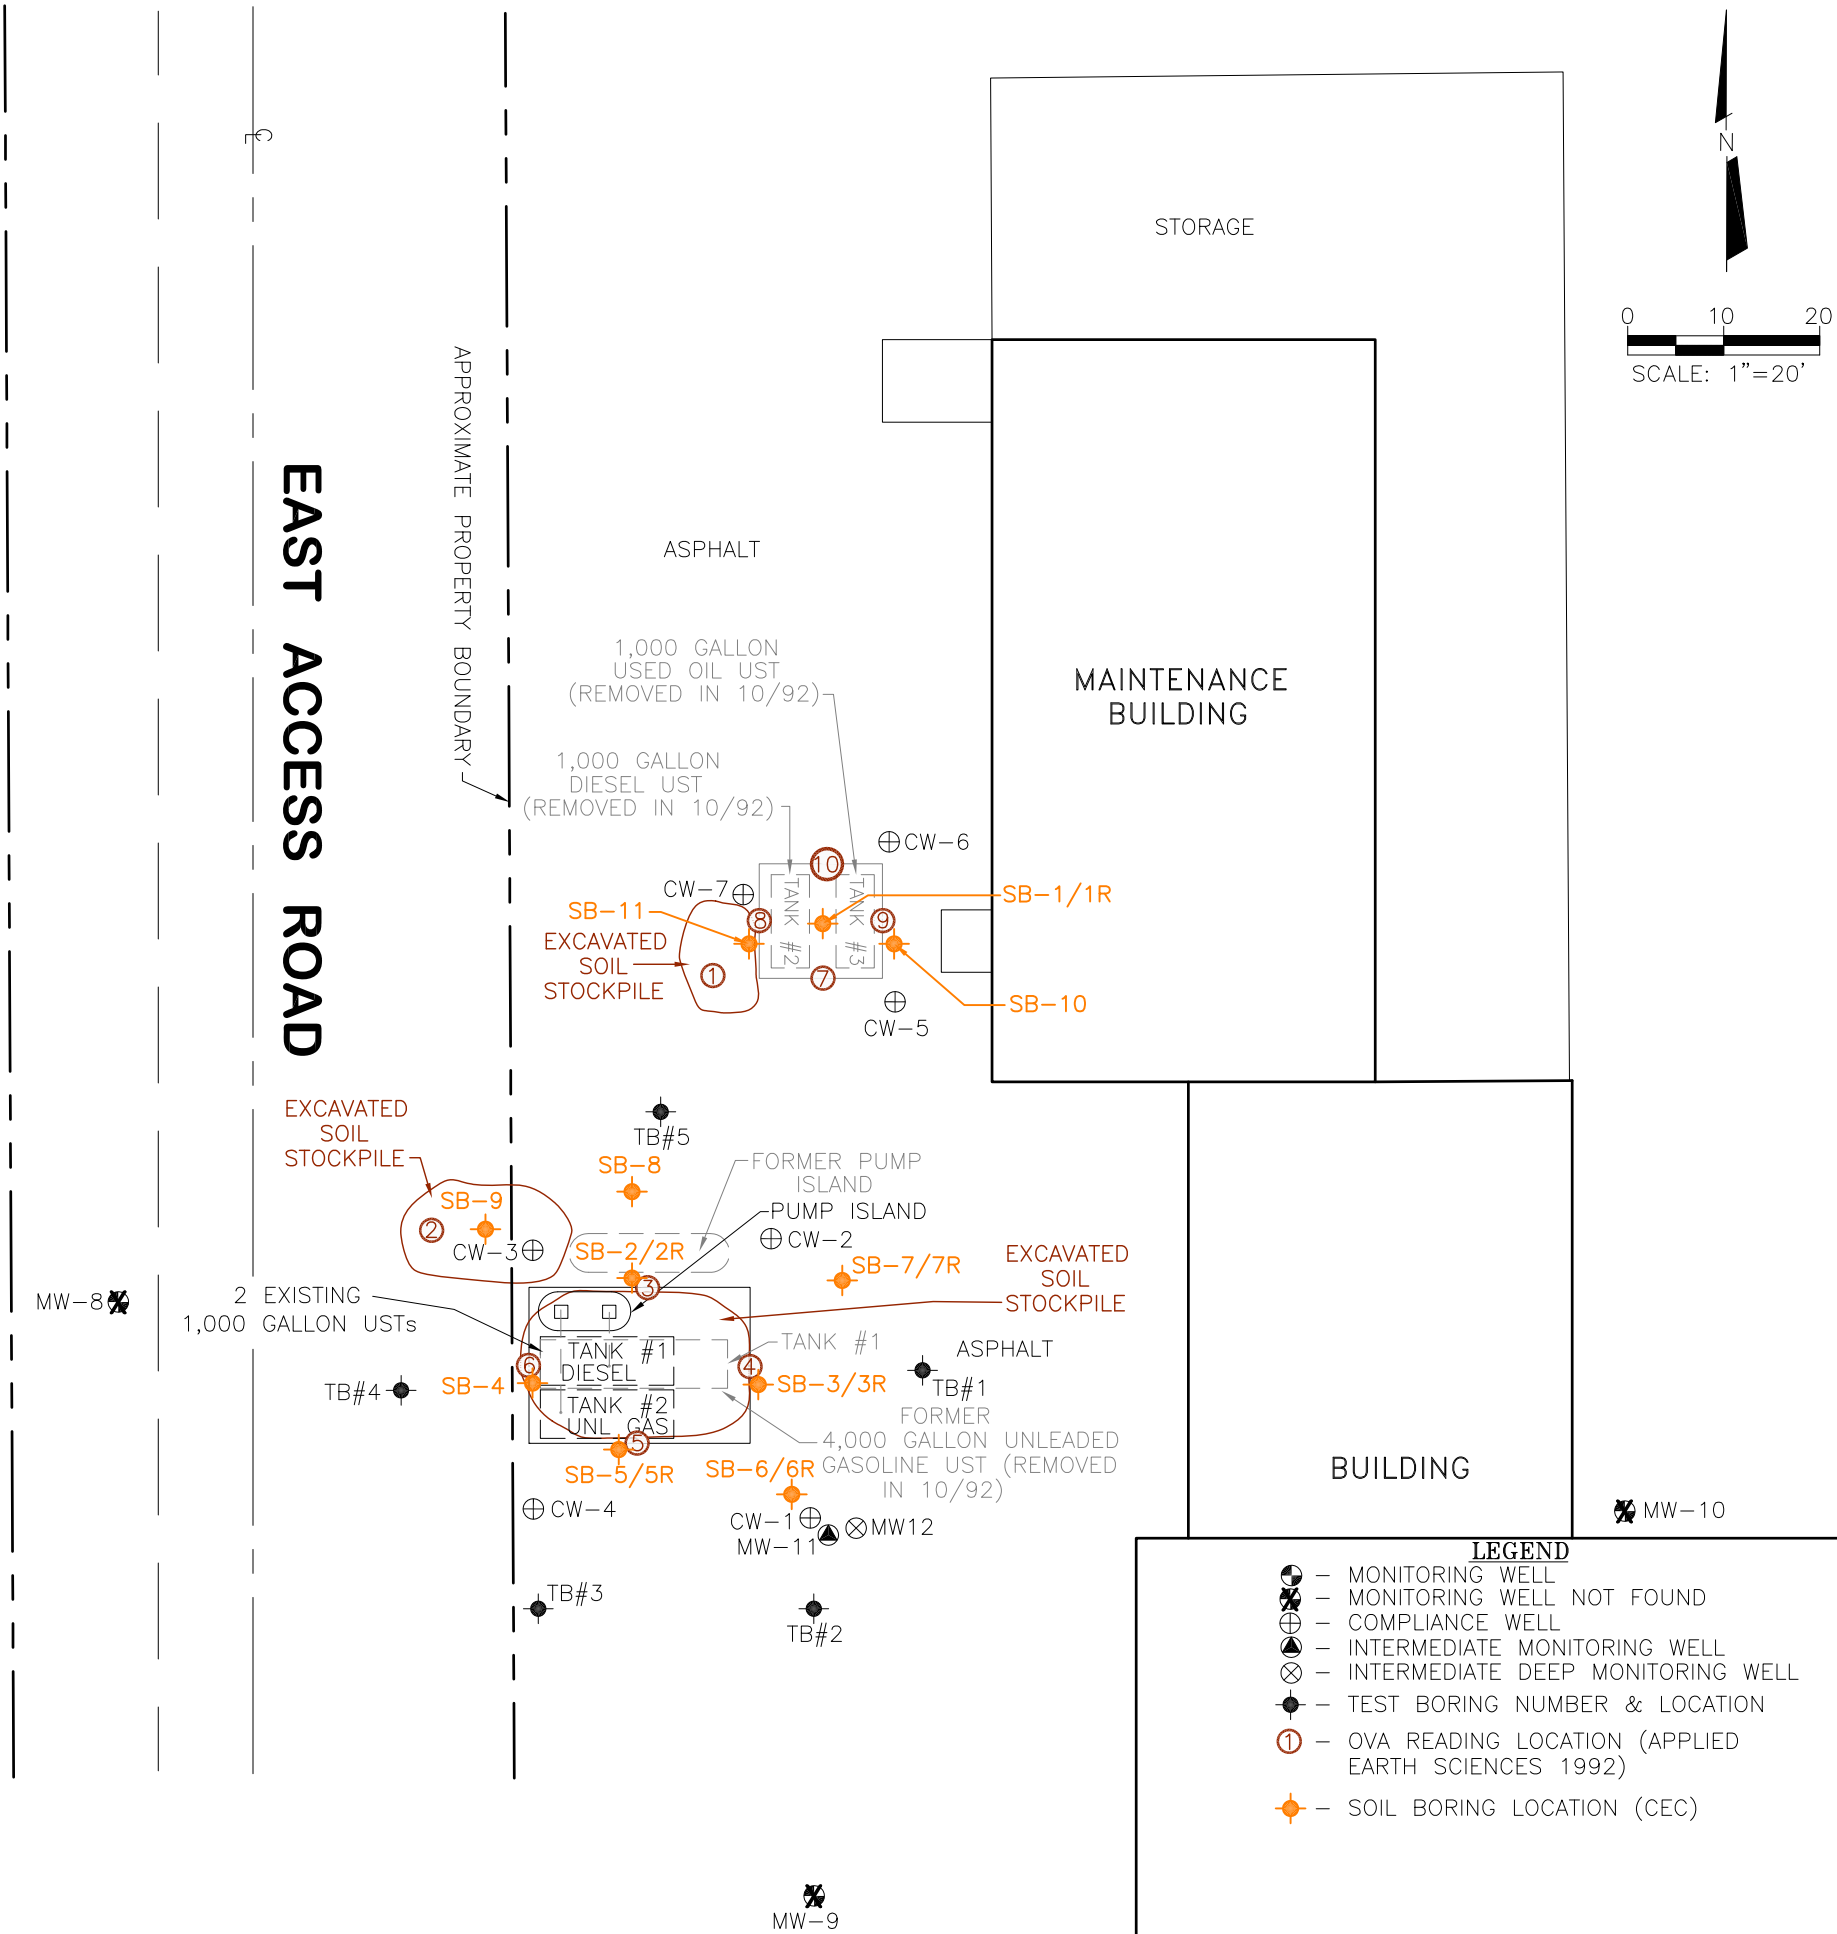 CL
N
0 10 20
SCALE: 1"=20'
STORAGE
APPROXIMATE PROPERTY BOUNDARY
EAST ACCESS ROAD
ASPHALT
1,000 GALLON
USED OIL UST
(REMOVED IN 10/92)
MAINTENANCE
BUILDING
1,000 GALLON
DIESEL UST
(REMOVED IN 10/92)
CW-6
10
CW-7
TANK #2
TANK #3
SB-1/1R
SB-11
8
9
EXCAVATED
SOIL
STOCKPILE
1
7
SB-10
CW-5
EXCAVATED
SOIL
STOCKPILE
TB#5
SB-8
FORMER PUMP
ISLAND
PUMP ISLAND
SB-9
2
CW-3
SB-2/2R
CW-2
SB-7/7R
EXCAVATED
SOIL
STOCKPILE
3
MW-8
2 EXISTING
1,000 GALLON USTs
TANK #1
DIESEL
TANK #1
ASPHALT
6
4
TB#4
SB-4
SB-3/3R
TB#1
TANK #2
UNL GAS
5
FORMER
4,000 GALLON UNLEADED
GASOLINE UST (REMOVED
IN 10/92)
SB-5/5R
SB-6/6R
BUILDING
CW-4
CW-1
MW12
MW-11
MW-10
TB#3
TB#2
MW-9
LEGEND
- MONITORING WELL
- MONITORING WELL NOT FOUND
- COMPLIANCE WELL
- INTERMEDIATE MONITORING WELL
- INTERMEDIATE DEEP MONITORING WELL
- TEST BORING NUMBER & LOCATION
1 - OVA READING LOCATION (APPLIED
EARTH SCIENCES 1992)
- SOIL BORING LOCATION (CEC)